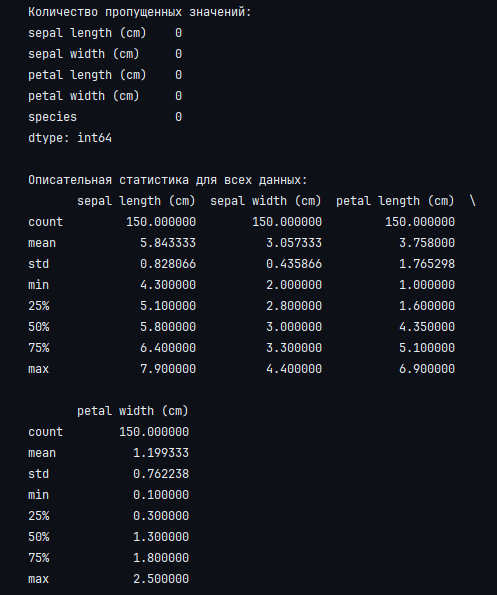 Количество пропущенных значений:
sepal length (cm)    0
sepal width (cm)     0
petal length (cm)    0
petal width (cm)     0
species              0
dtype: int64

Описательная статистика для всех данных:
       sepal length (cm)  sepal width (cm)  petal length (cm)  \
count         150.000000        150.000000         150.000000
mean            5.843333          3.057333           3.758000
std             0.828066          0.435866           1.765298
min             4.300000          2.000000           1.000000
25%             5.100000          2.800000           1.600000
50%             5.800000          3.000000           4.350000
75%             6.400000          3.300000           5.100000
max             7.900000          4.400000           6.900000

       petal width (cm)
count        150.000000
mean           1.199333
std            0.762238
min            0.100000
25%            0.300000
50%            1.300000
75%            1.800000
max            2.500000